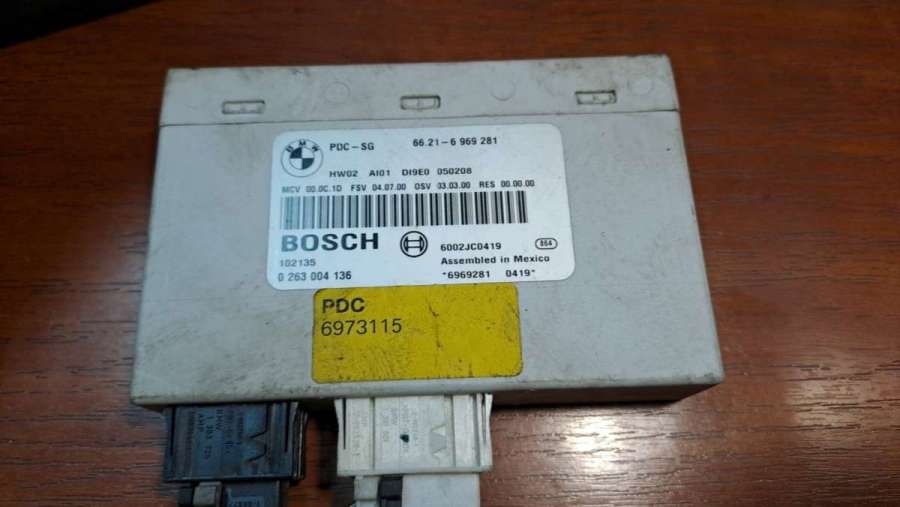 BMW
PDC-SG 66.21-6 969 281
HW02 AI01 DI9E0 050208
MCV 00.0C.1D FSV 04.07.00 OSV 03.03.00 RES 00.00.00
BOSCH 6002JC0419 864
102135 Assembled in Mexico
0 263 004 136 *6969281 0419*
PDC
6973115